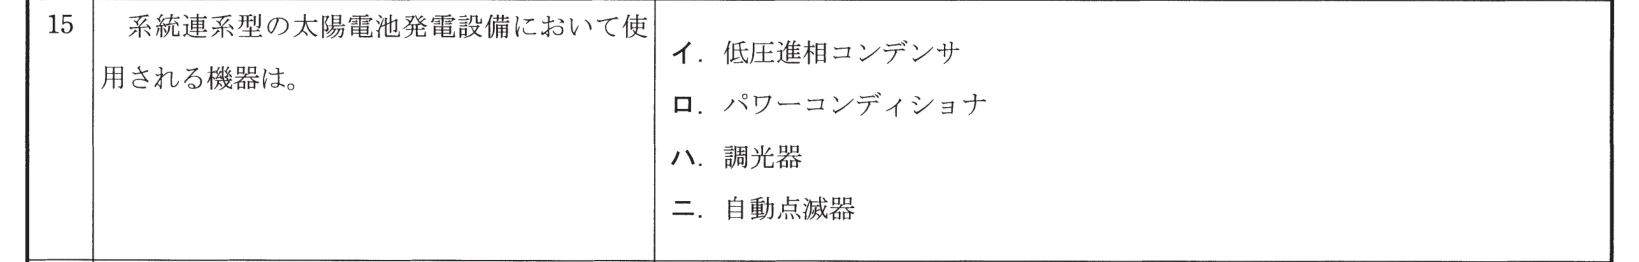 15
系統連系型の太陽電池発電設備において使
用される機器は。
イ．低圧進相コンデンサ
ロ．パワーコンディショナ
ハ．調光器
ニ．自動点滅器